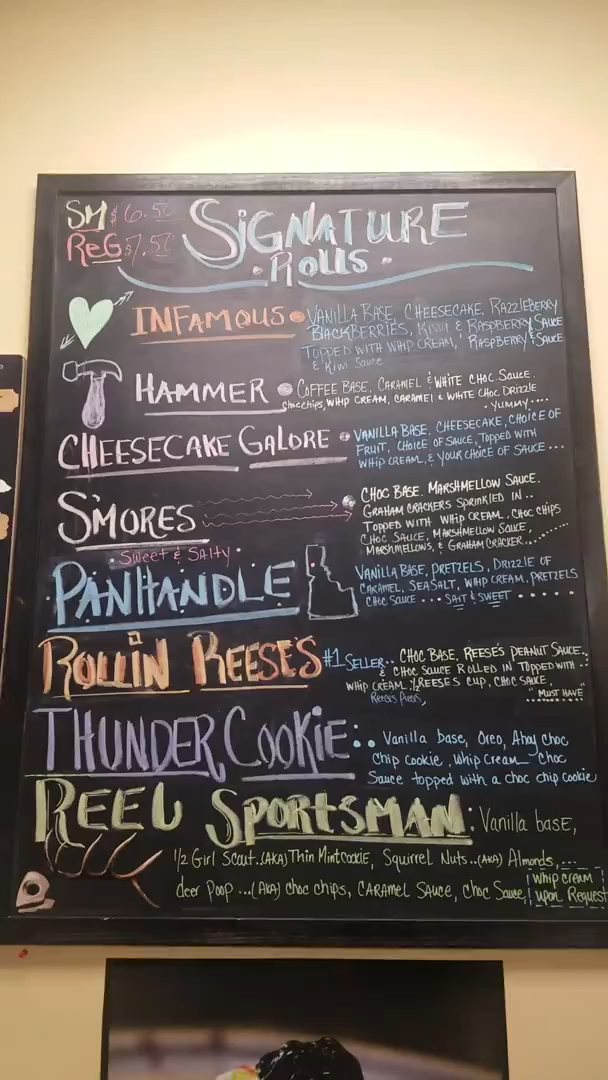 SM $6.50
REG $7.50
SIGNATURE
ROLLS
INFAMOUS VANILLA BASE, CHEESECAKE, RAZZLEBERRY
BLACKBERRIES, KIWI & RASPBERRY SAUCE
TOPPED WITH WHIP CREAM, RASPBERRY SAUCE
& Kiwi Sauce
HAMMER COFFEE BASE, CARAMEL & WHITE CHOC SAUCE.
choc chips, WHIP CREAM, CARAMEL & WHITE CHOC DRIZZLE
- YUMMY....
CHEESECAKE GALORE VANILLA BASE, CHEESECAKE, CHOICE OF
FRUIT, CHOICE OF SAUCE, TOPPED WITH
WHIP CREAM, & YOUR CHOICE OF SAUCE ...
S'MORES CHOC BASE. MARSHMELLOW SAUCE.
GRAHAM CRACKERS SPRINKLED IN..
TOPPED WITH WHIP CREAM. CHOC CHIPS
CHOC SAUCE, MARSHMELLOW SAUCE,
MARSHMELLOWS, & GRAHAM CRACKER.......
Sweet & Salty
PANHANDLE VANILLA BASE, PRETZELS, DRIZZLE OF
CARAMEL, SEA SALT, WHIP CREAM, PRETZELS
CHOC SAUCE .... SALT & SWEET ......
ROLLIN REESE'S #1 SELLER.. CHOC BASE, REESE'S PEANUT SAUCE..
& CHOC SAUCE ROLLED IN TOPPED WITH..
WHIP CREAM. 1/2 REESE'S CUP, CHOC SAUCE,
Reeces Pieces, "MUST HAVE"
THUNDER COOKIE: Vanilla base, Oreo, Ahoy choc
chip cookie, whip cream - Choc
Sauce topped with a choc chip cookie
REEL SPORTSMAN: Vanilla base,
1/2 Girl Scout..(AKA) Thin Mint cookie, Squirrel Nuts..(AKA) Almonds,...
deer Poop ...(AKA) choc chips, CARAMEL SAUCE, Choc Sauce,
whip cream
upon Request